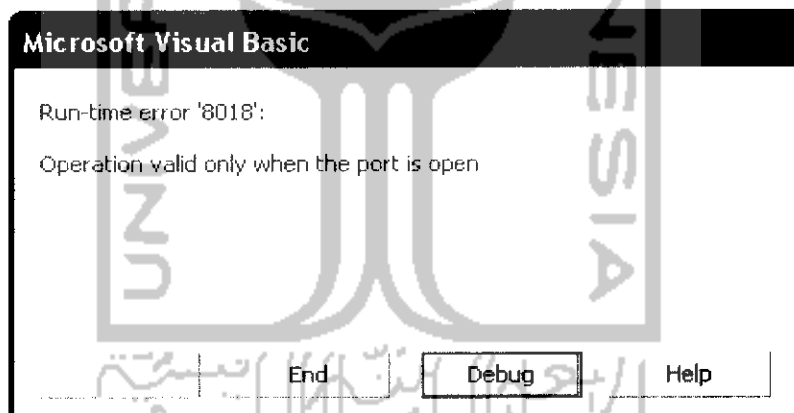 Microsoft Visual Basic
Run-time error '8018':
Operation valid only when the port is open
End
Debug
Help